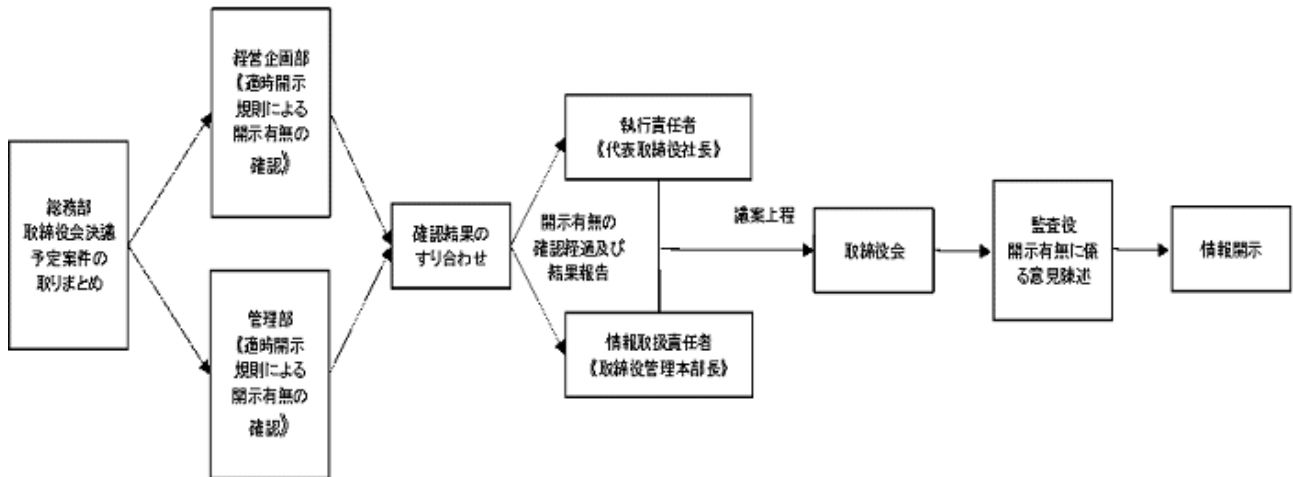 総務部
取締役会決議
予定案件の
取りまとめ
経営企画部
《適時開示
規則による
開示有無の
確認》
管理部
《適時開示
規則による
開示有無の
確認》
確認結果の
すり合わせ
執行責任者
《代表取締役社長》
開示有無の
確認経過及び
結果報告
情報取扱責任者
《取締役管理本部長》
議案上程
取締役会
監査役
開示有無に係
る意見陳述
情報開示